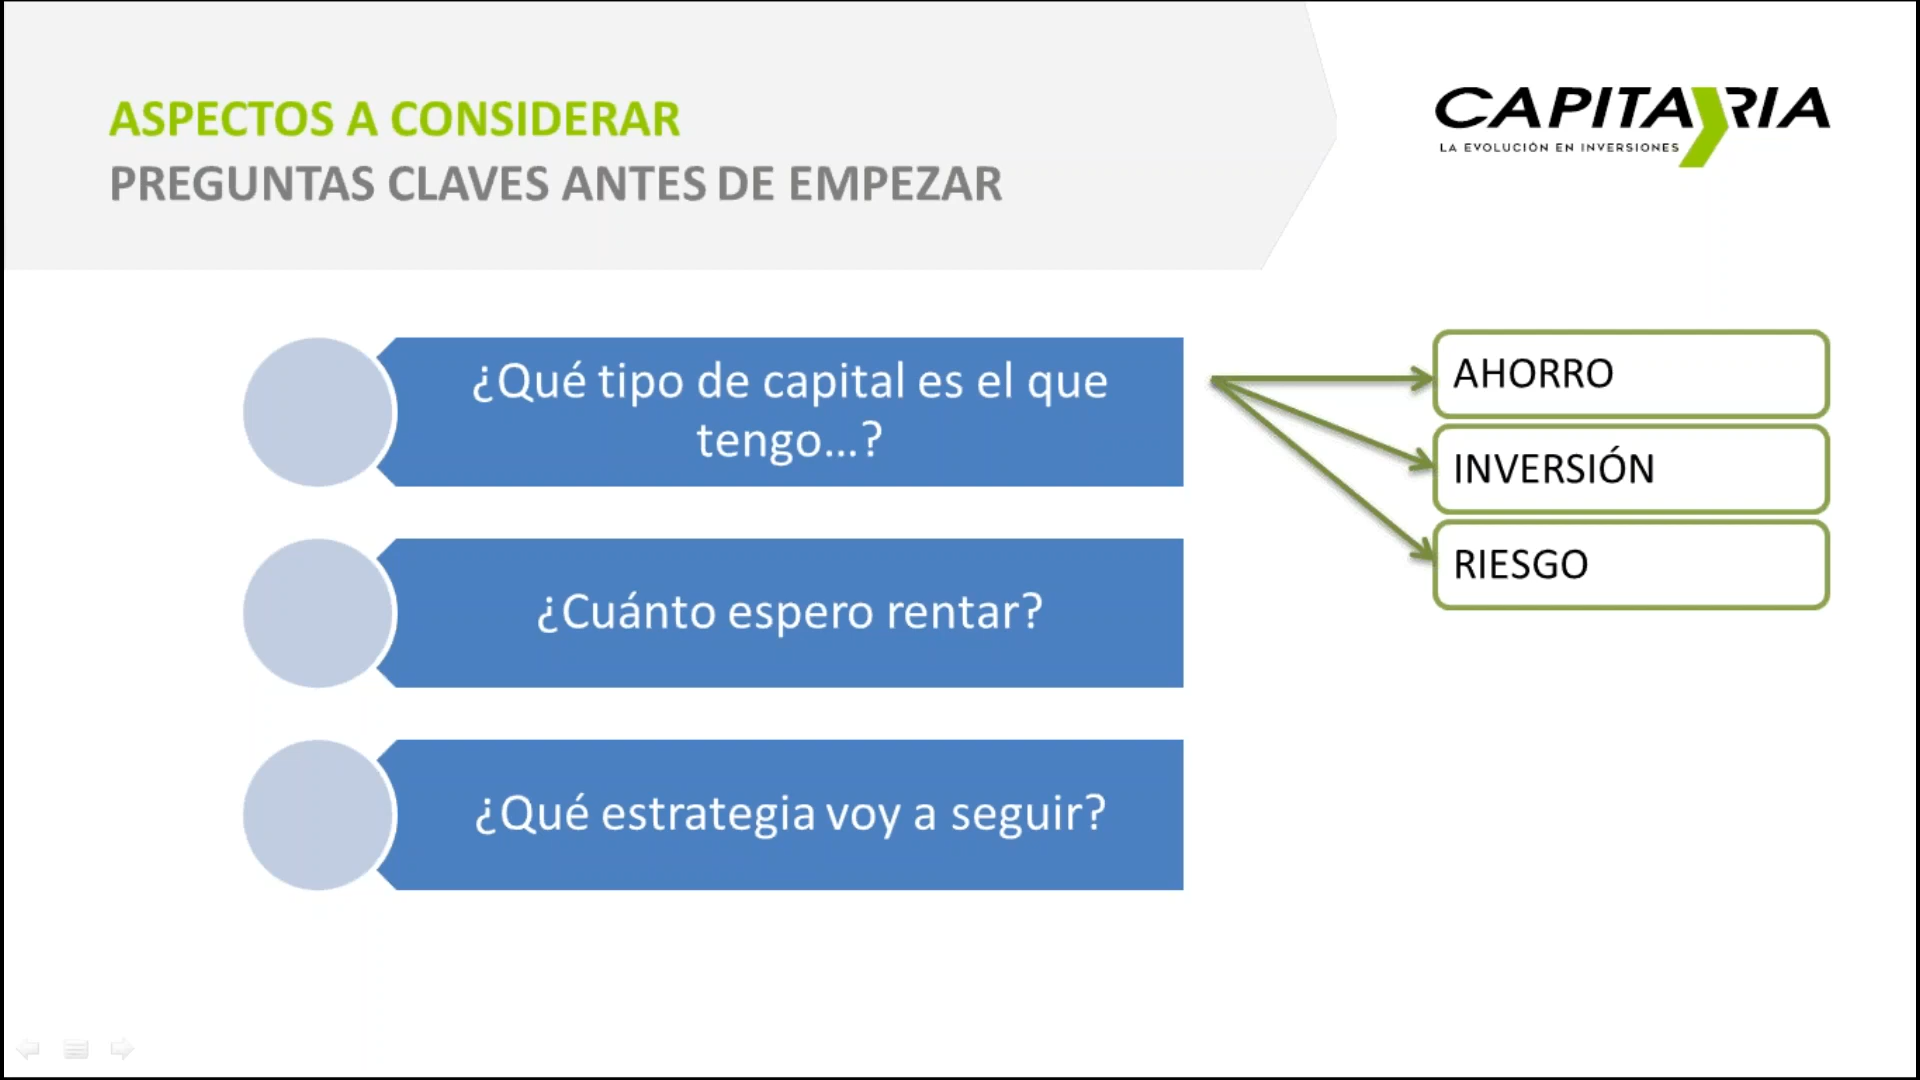 ASPECTOS A CONSIDERAR
PREGUNTAS CLAVES ANTES DE EMPEZAR
CAPITARIA
LA EVOLUCIÓN EN INVERSIONES
¿Qué tipo de capital es el que
tengo...?
AHORRO
INVERSIÓN
RIESGO
¿Cuánto espero rentar?
¿Qué estrategia voy a seguir?